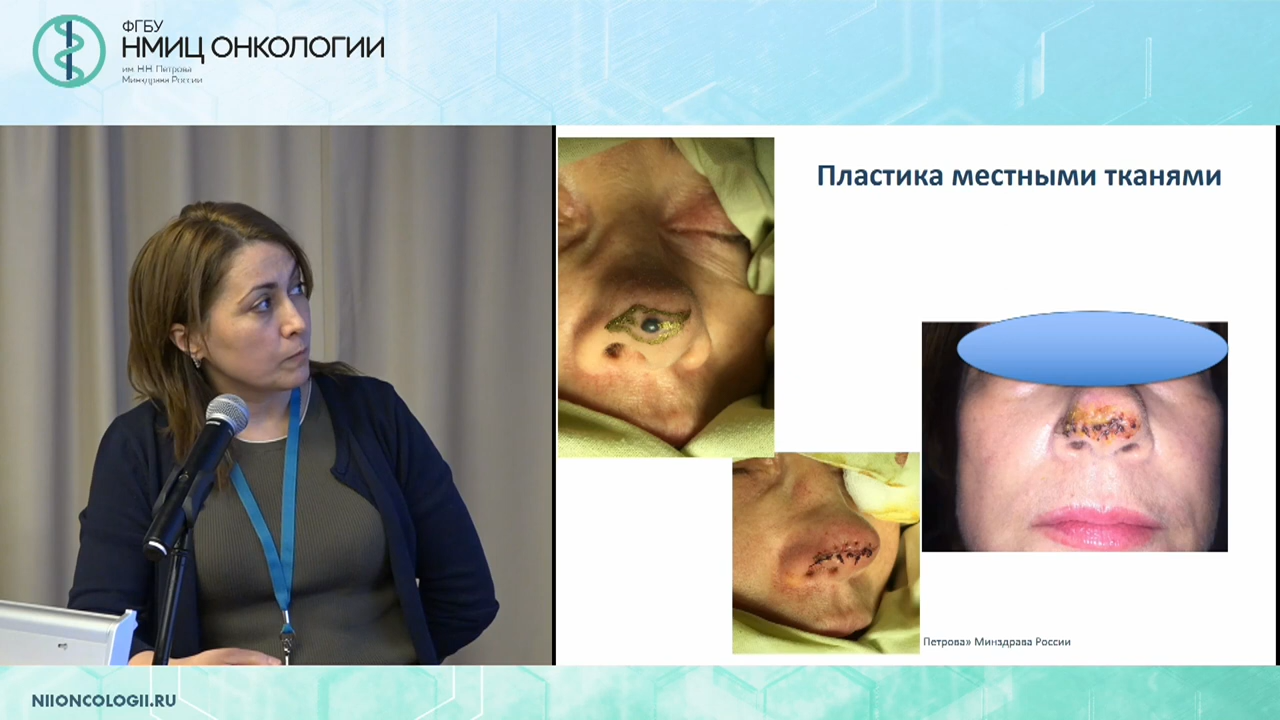 ФГБУ
НМИЦ ОНКОЛОГИИ
им. Н.Н. Петрова
Минздрава России
Пластика местными тканями
Петрова» Минздрава России
NIIONCOLOGII.RU